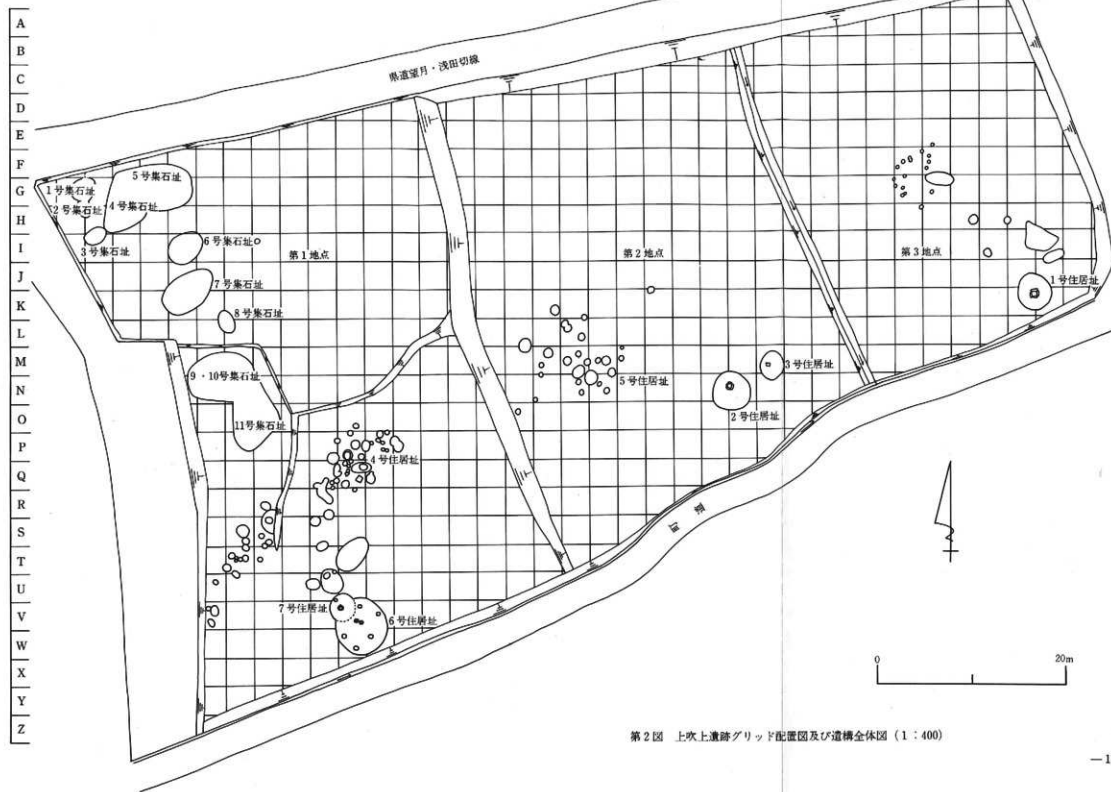 A
B
C
D
E
F
G
H
I
J
K
L
M
N
O
P
Q
R
S
T
U
V
W
X
Y
Z
県道望月・浅田切線
1号集石址
2号集石址
3号集石址
4号集石址
5号集石址
6号集石址
7号集石址
8号集石址
9・10号集石址
11号集石址
第1地点
第2地点
第3地点
1号住居址
2号住居址
3号住居址
4号住居址
5号住居址
6号住居址
7号住居址
0
20m
第2図 上吹上遺跡グリッド配置図及び遺構全体図(1:400)
—1